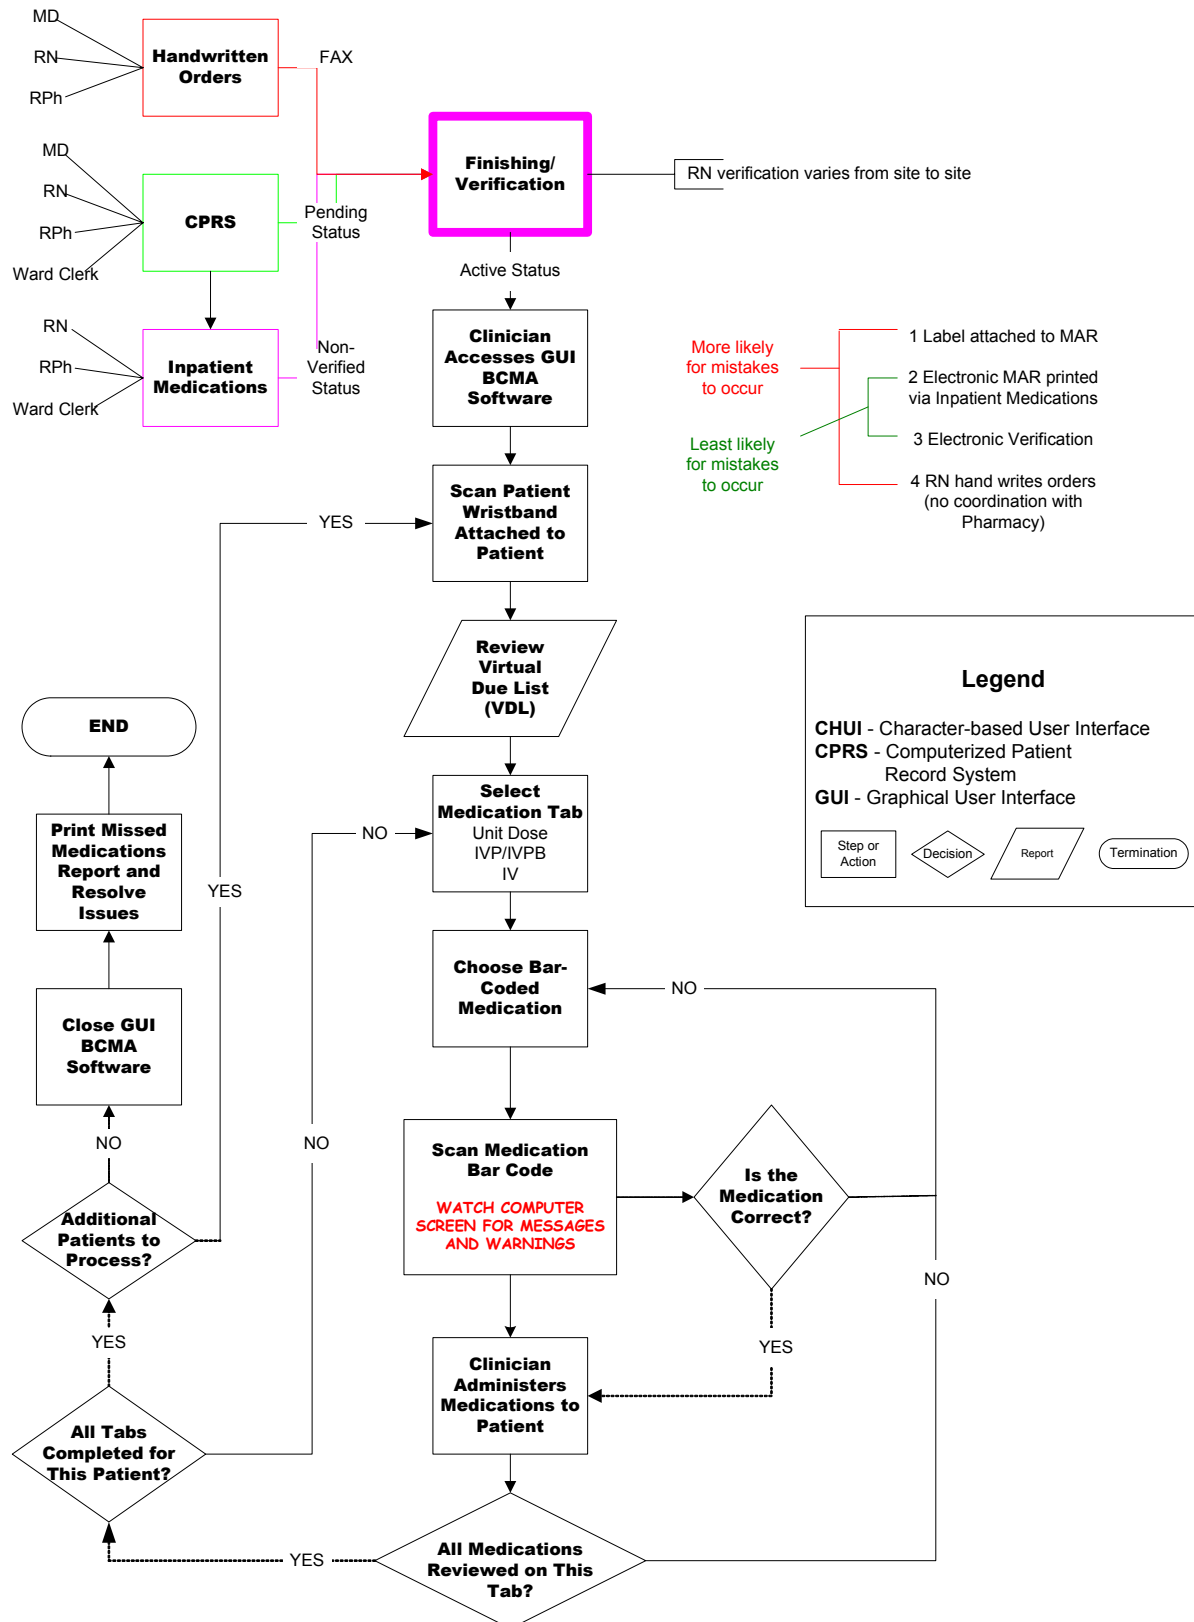 MD
RN
RPh
Handwritten
Orders
FAX
MD
RN
RPh
Ward Clerk
CPRS
Pending
Status
RN
RPh
Ward Clerk
Inpatient
Medications
Non-
Verified
Status
Finishing/
Verification
RN verification varies from site to site
Active Status
Clinician
Accesses GUI
BCMA
Software
More likely
for mistakes
to occur
Least likely
for mistakes
to occur
1 Label attached to MAR
2 Electronic MAR printed
via Inpatient Medications
3 Electronic Verification
4 RN hand writes orders
(no coordination with
Pharmacy)
YES
Scan Patient
Wristband
Attached to
Patient
Review
Virtual
Due List
(VDL)
Legend
CHUI - Character-based User Interface
CPRS - Computerized Patient
Record System
GUI - Graphical User Interface
Step or
Action
Decision
Report
Termination
END
Print Missed
Medications
Report and
Resolve
Issues
YES
NO
Select
Medication Tab
Unit Dose
IVP/IVPB
IV
Choose Bar-
Coded
Medication
NO
Close GUI
BCMA
Software
NO
NO
Scan Medication
Bar Code
WATCH COMPUTER
SCREEN FOR MESSAGES
AND WARNINGS
Is the
Medication
Correct?
NO
Additional
Patients to
Process?
YES
YES
Clinician
Administers
Medications to
Patient
All Tabs
Completed for
This Patient?
YES
All Medications
Reviewed on This
Tab?